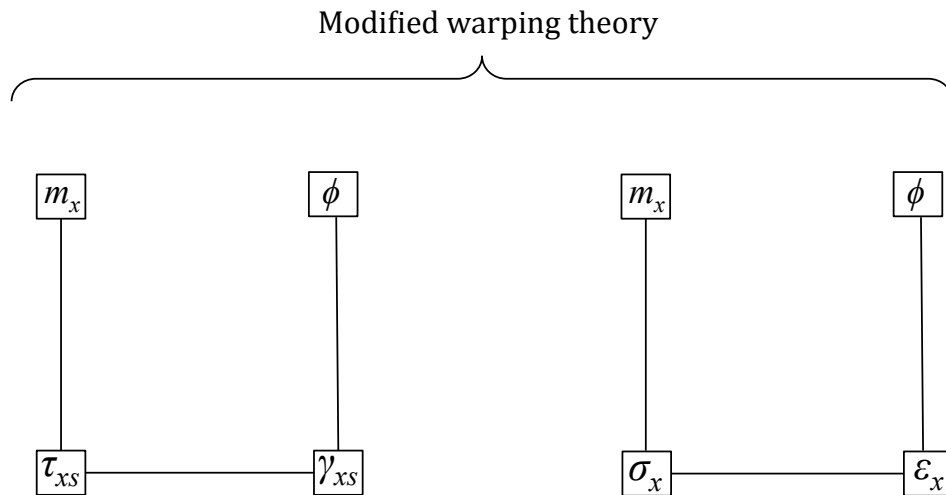 Modified warping theory
m_x ϕ m_x ϕ
τ_xs γ_xs σ_x ε_x